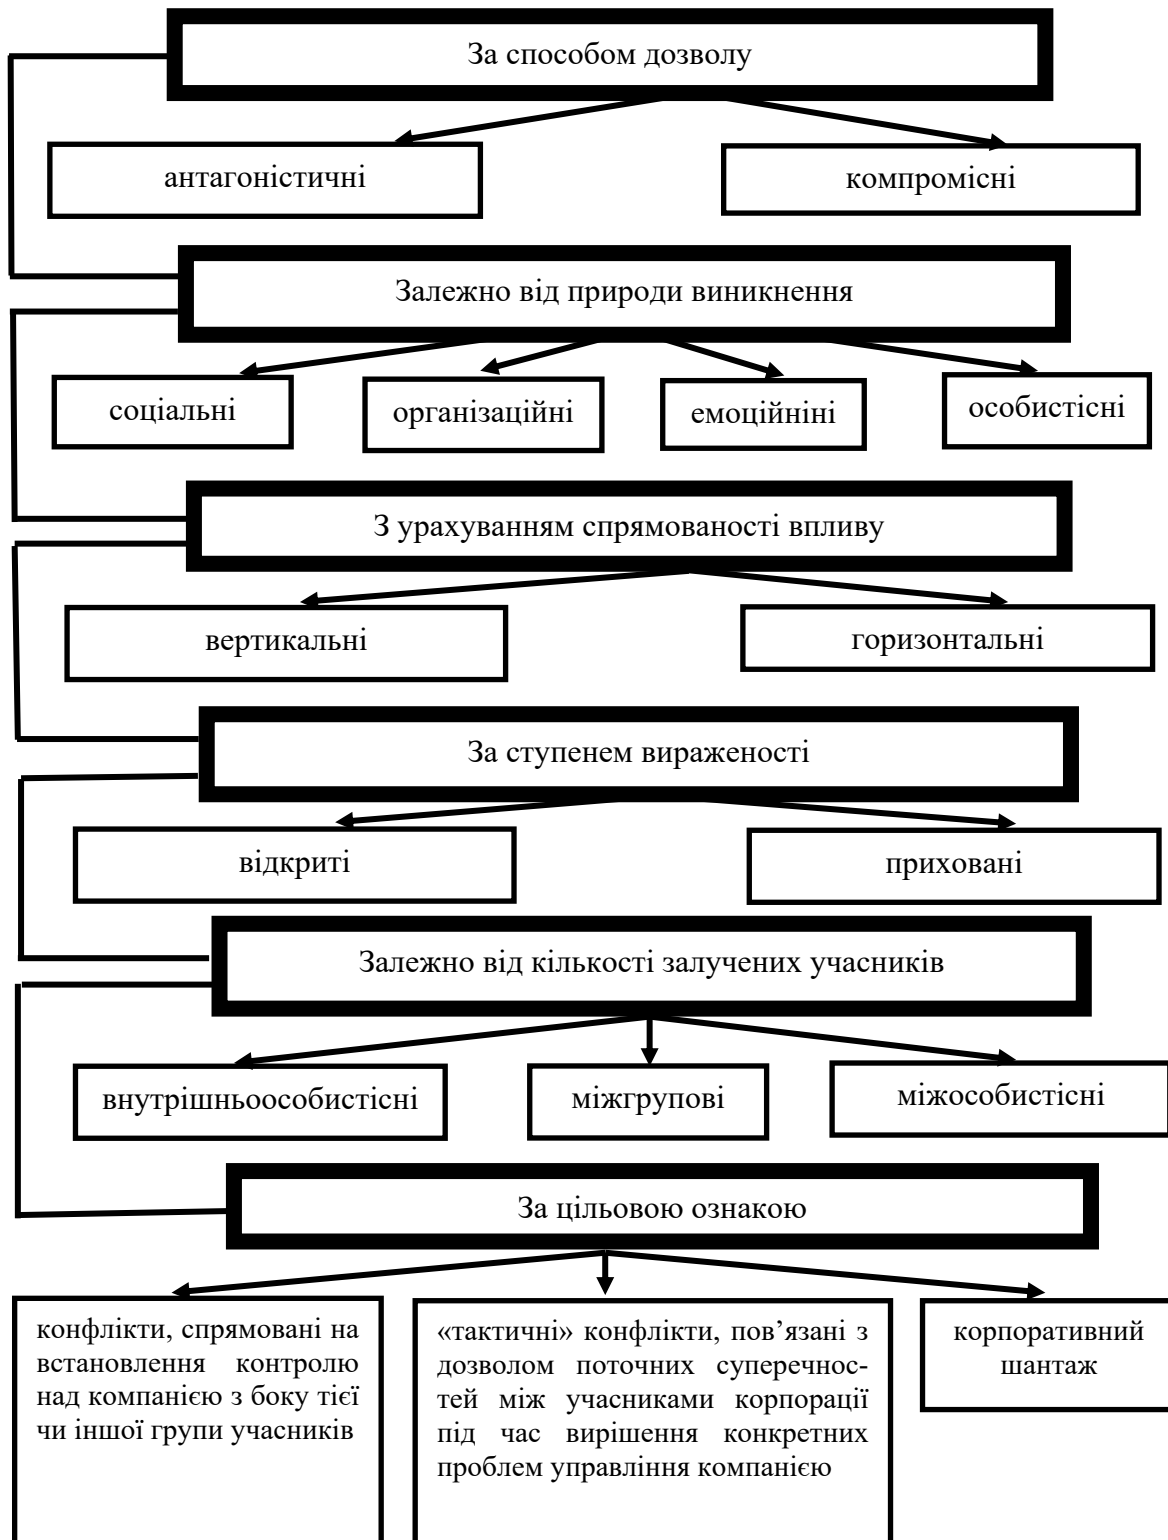 За способом дозволу
антагоністичні
компромісні
Залежно від природи виникнення
соціальні
організаційні
емоційніні
особистісні
З урахуванням спрямованості впливу
вертикальні
горизонтальні
За ступенем вираженості
відкриті
приховані
Залежно від кількості залучених учасників
внутрішньоособистісні
міжгрупові
міжособистісні
За цільовою ознакою
конфлікти, спрямовані на
встановлення контролю
над компанією з боку тієї
чи іншої групи учасників
«тактичні» конфлікти, пов’язані з
дозволом поточних суперечнос-
тей між учасниками корпорації
під час вирішення конкретних
проблем управління компанією
корпоративний
шантаж